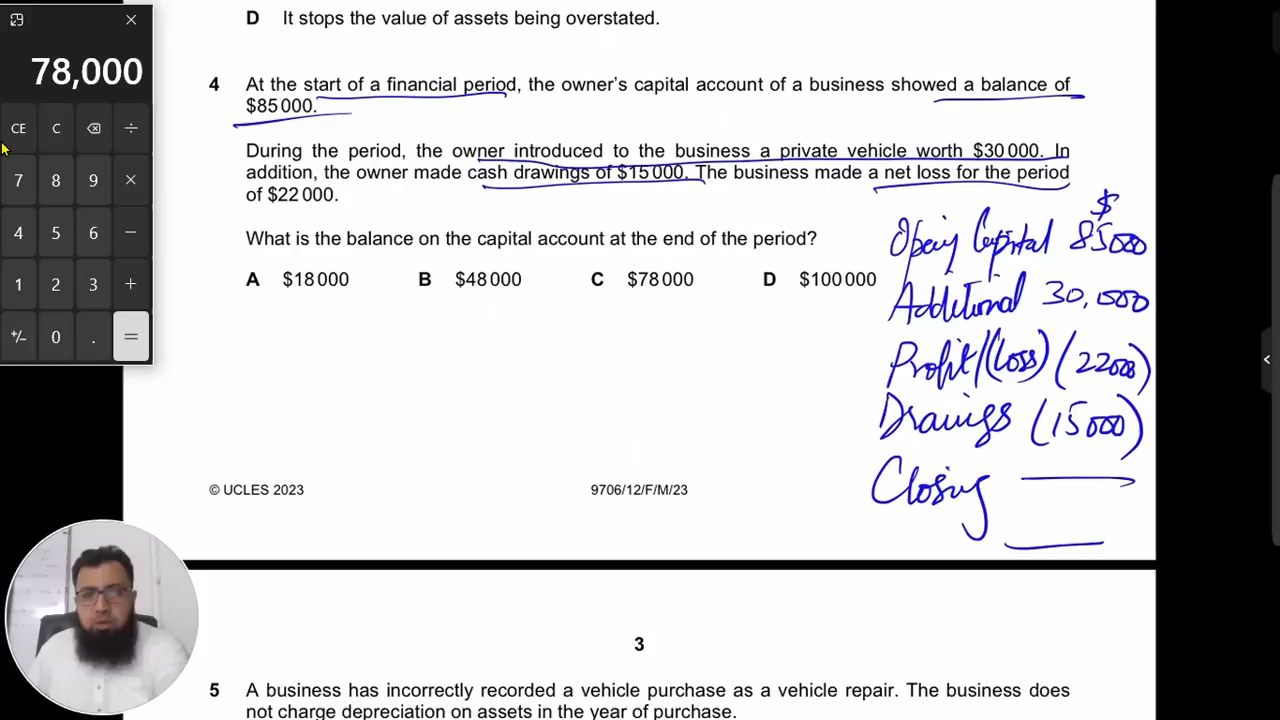 78,000
CE C ⌫ ÷
7 8 9 ×
4 5 6 −
1 2 3 +
+/- 0 . =
D It stops the value of assets being overstated.
4 At the start of a financial period, the owner's capital account of a business showed a balance of
$85 000.
During the period, the owner introduced to the business a private vehicle worth $30 000. In
addition, the owner made cash drawings of $15 000. The business made a net loss for the period
of $22 000.
What is the balance on the capital account at the end of the period?
A $18 000 B $48 000 C $78 000 D $100 000
$
Opening Capital 85000
Additional 30,000
Profit/(Loss) (22000)
Drawings (15000)
Closing
© UCLES 2023 9706/12/F/M/23
3
5 A business has incorrectly recorded a vehicle purchase as a vehicle repair. The business does
not charge depreciation on assets in the year of purchase.